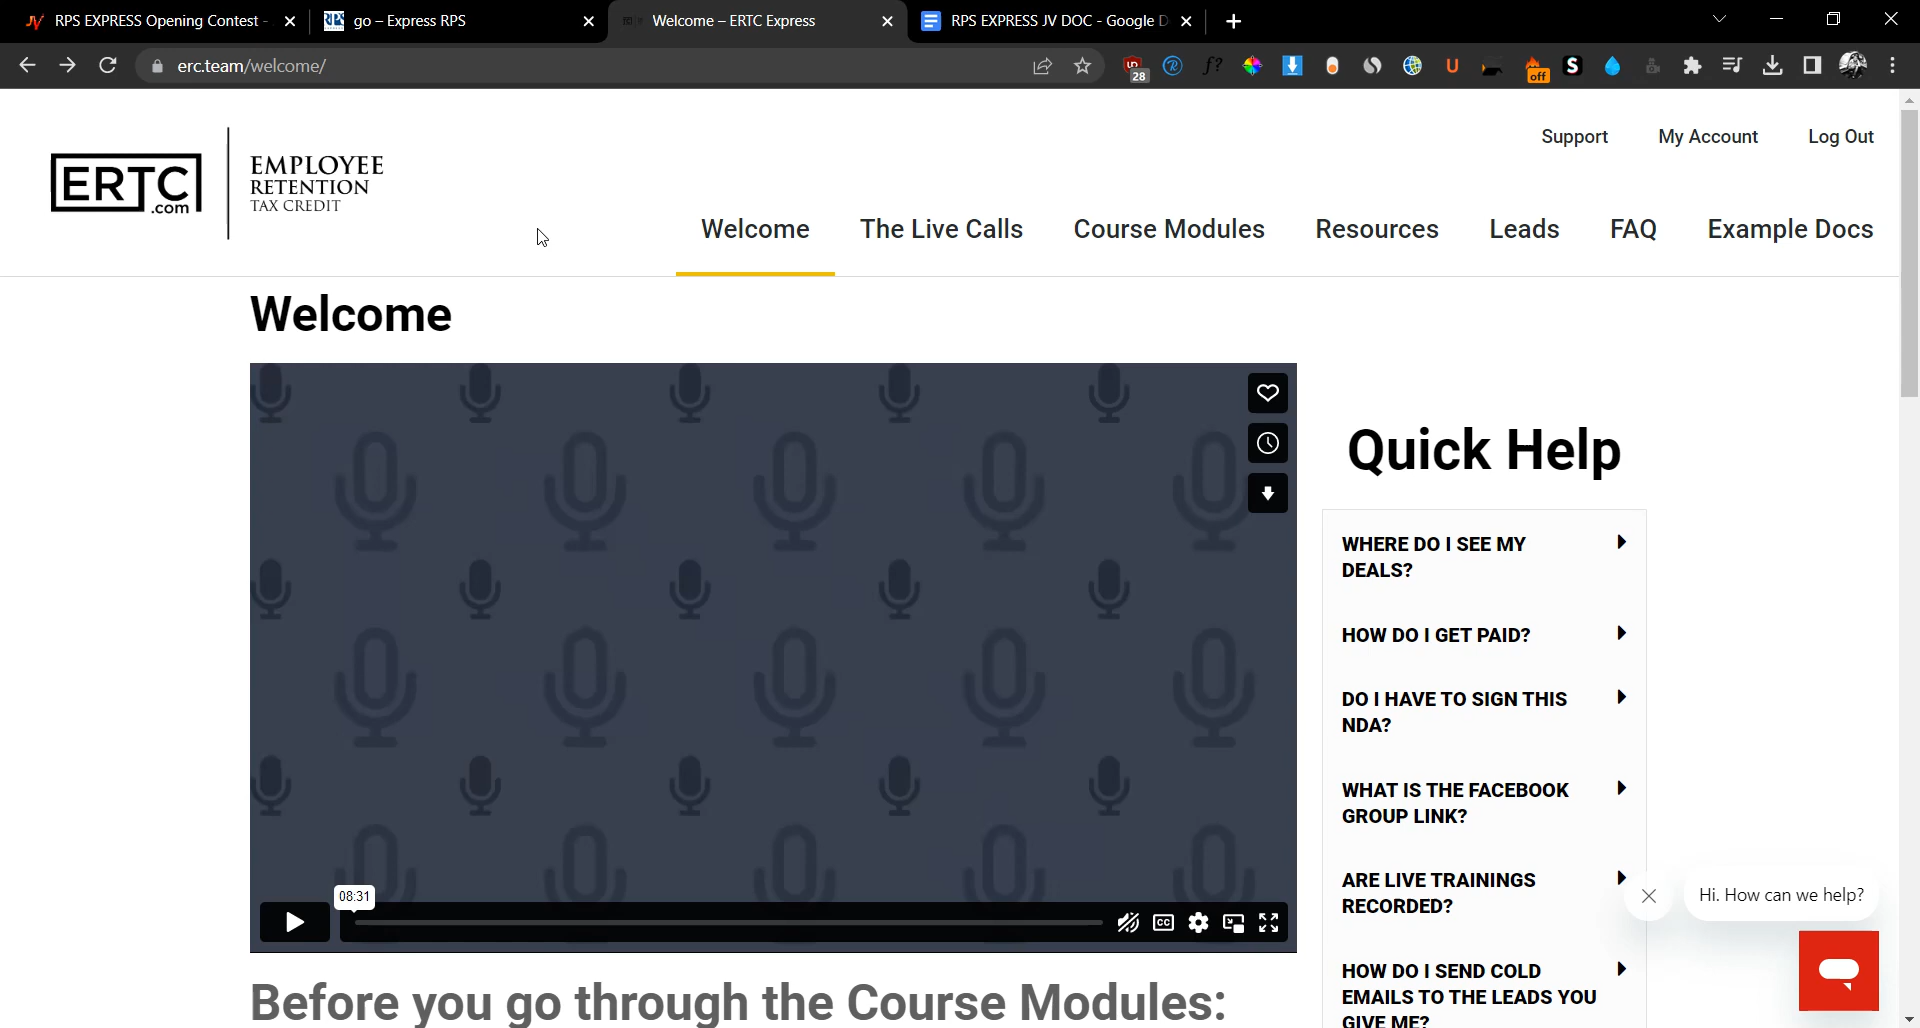 RPS EXPRESS Opening Contest -
go – Express RPS
Welcome – ERTC Express
RPS EXPRESS JV DOC - Google D
erc.team/welcome/
28
off
Support
My Account
Log Out
ERTC
.com
EMPLOYEE
RETENTION
TAX CREDIT
Welcome
The Live Calls
Course Modules
Resources
Leads
FAQ
Example Docs
Welcome
Quick Help
WHERE DO I SEE MY
DEALS?
HOW DO I GET PAID?
DO I HAVE TO SIGN THIS
NDA?
WHAT IS THE FACEBOOK
GROUP LINK?
ARE LIVE TRAININGS
RECORDED?
HOW DO I SEND COLD
EMAILS TO THE LEADS YOU
GIVE ME?
08:31
CC
Hi. How can we help?
Before you go through the Course Modules: